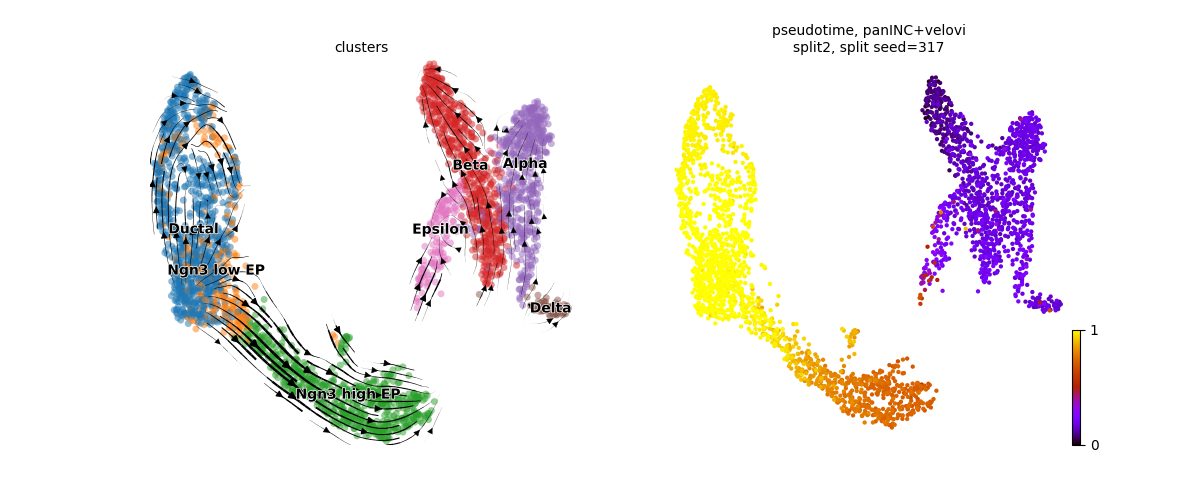 clusters
Beta
Alpha
Ductal
Epsilon
Ngn3 low EP
Delta
Ngn3 high EP
pseudotime, panINC+velovi
split2, split seed=317
1
0